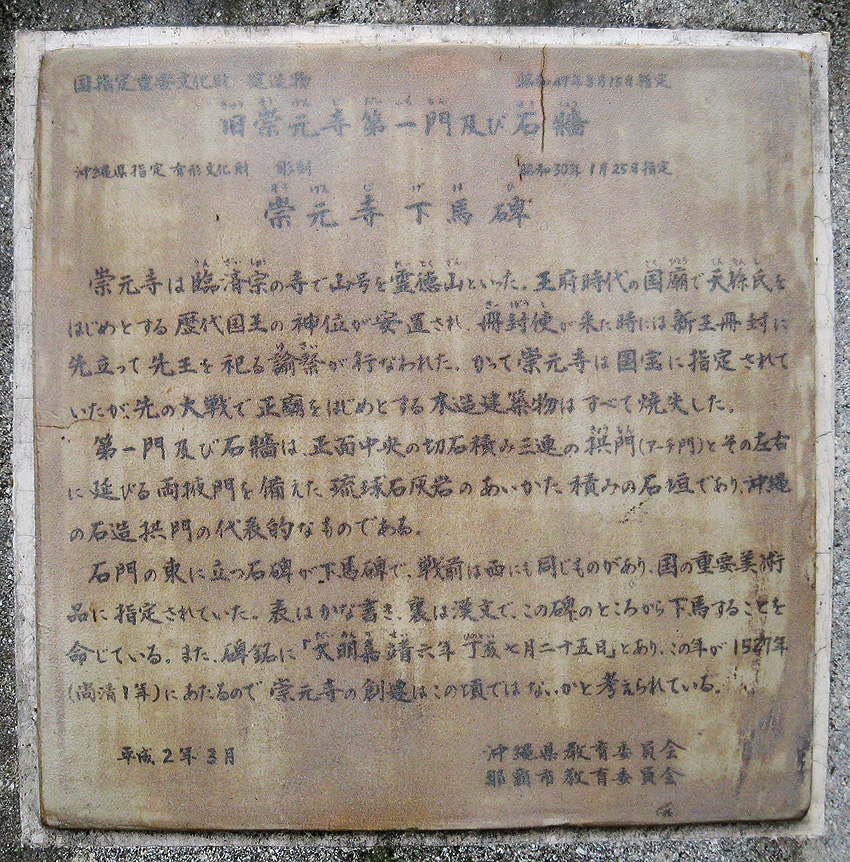 国指定重要文化財 建造物 昭和47年5月15日指定
旧崇元寺第一門及び石牆
沖縄県指定有形文化財 彫刻 昭和30年1月25日指定
崇元寺下馬碑
崇元寺は臨済宗の寺で山号を霊徳山といった。王府時代の国廟で天孫氏を
はじめとする歴代国王の神位が安置され、冊封使が来た時には新王冊封に
先立って先王を祀る諭祭が行なわれた。かつて崇元寺は国宝に指定されて
いたが、先の大戦で正廟をはじめとする木造建築物はすべて焼失した。
第一門及び石牆は、正面中央の切石積み三連の拱門(アーチ門)とその左右
に延びる両掖門を備えた琉球石灰岩のあいかた積みの石垣であり、沖縄
の石造拱門の代表的なものである。
石門の東に立つ石碑が下馬碑で、戦前は西にも同じものがあり、国の重要美術
品に指定されていた。表はかな書き、裏は漢文で、この碑のところから下馬することを
命じている。また、碑銘に「大明嘉靖六年丁亥七月二十五日」とあり、この年が1527年
(尚清1年)にあたるので崇元寺の創建はこの頃ではないかと考えられている。
平成2年3月 沖縄県教育委員会
那覇市教育委員会